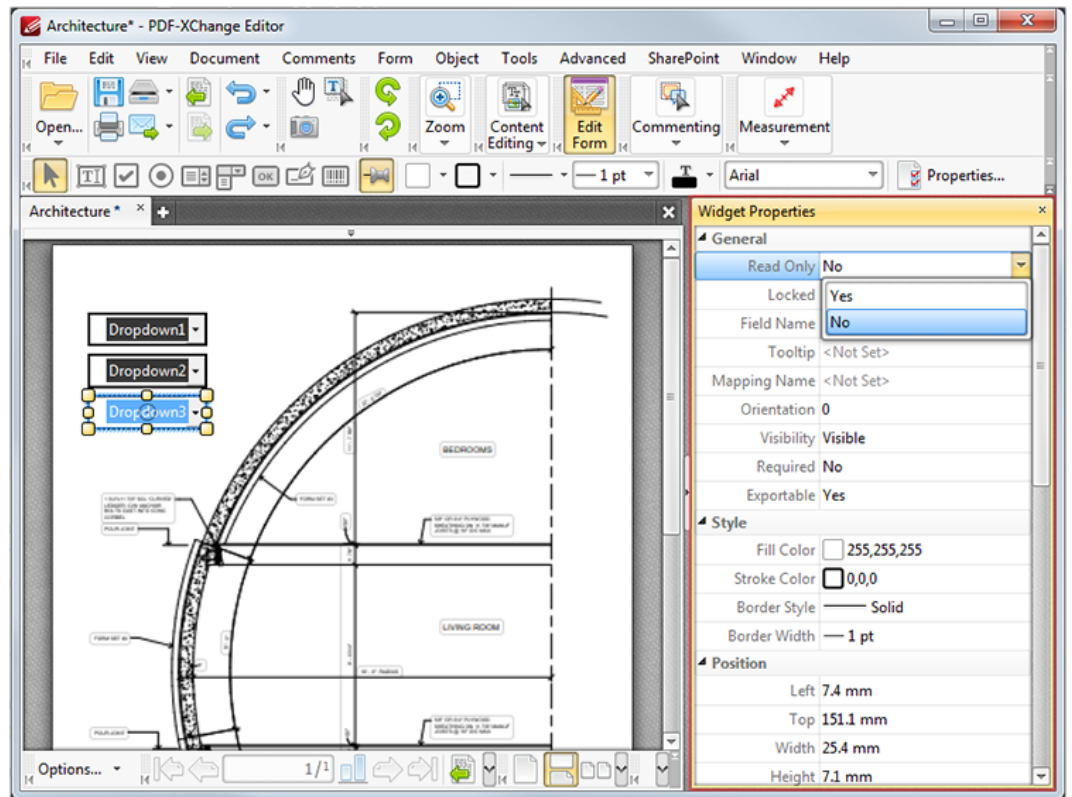 Architecture* - PDF-XChange Editor
File Edit View Document Comments Form Object Tools Advanced SharePoint Window Help
Open... Zoom Content Editing Edit Form Commenting Measurement
1 pt T Arial Properties...
Architecture *
Dropdown1
Dropdown2
Dropdown3
BEDROOMS
LIVING ROOM
Widget Properties
General
Read Only No
Yes
No
Locked
Field Name
Tooltip <Not Set>
Mapping Name <Not Set>
Orientation 0
Visibility Visible
Required No
Exportable Yes
Style
Fill Color 255,255,255
Stroke Color 0,0,0
Border Style Solid
Border Width 1 pt
Position
Left 7.4 mm
Top 151.1 mm
Width 25.4 mm
Height 7.1 mm
Options... 1/1